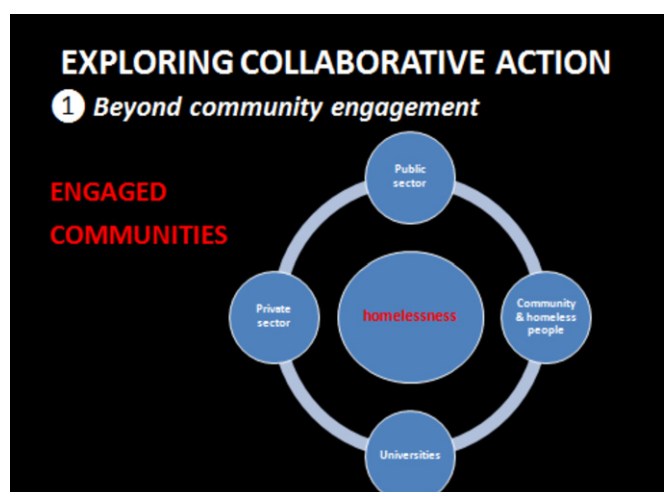 EXPLORING COLLABORATIVE ACTION
1 Beyond community engagement
ENGAGED
COMMUNITIES
Public
sector
Private
sector
homelessness
Community
& homeless
people
Universities